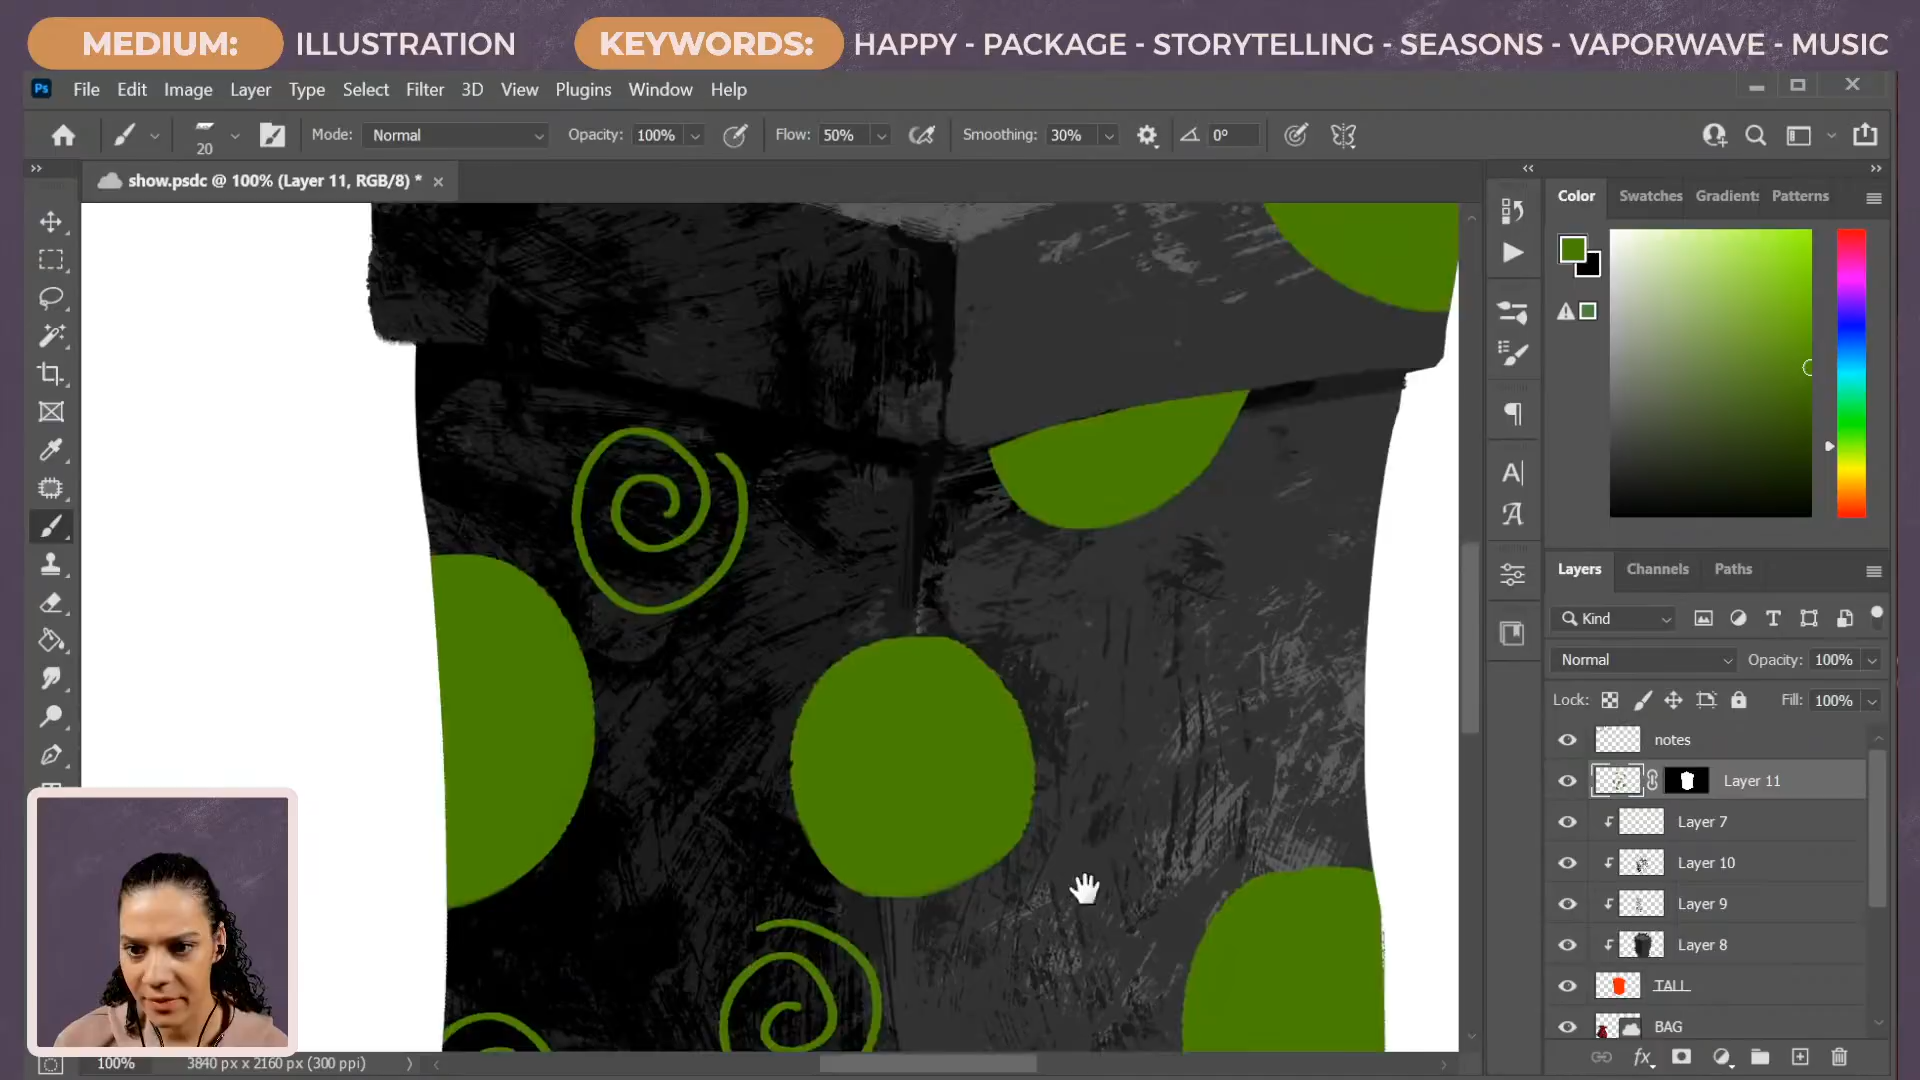 MEDIUM: ILLUSTRATION KEYWORDS: HAPPY - PACKAGE - STORYTELLING - SEASONS - VAPORWAVE - MUSIC
Ps File Edit Image Layer Type Select Filter 3D View Plugins Window Help
20 Mode: Normal Opacity: 100% Flow: 50% Smoothing: 30% 0°
show.psdc @ 100% (Layer 11, RGB/8) *
Color Swatches Gradients Patterns
Layers Channels Paths
Kind
Normal Opacity: 100%
Lock: Fill: 100%
notes
Layer 11
Layer 7
Layer 10
Layer 9
Layer 8
TALL
BAG
100% 3840 px x 2160 px (300 ppi)